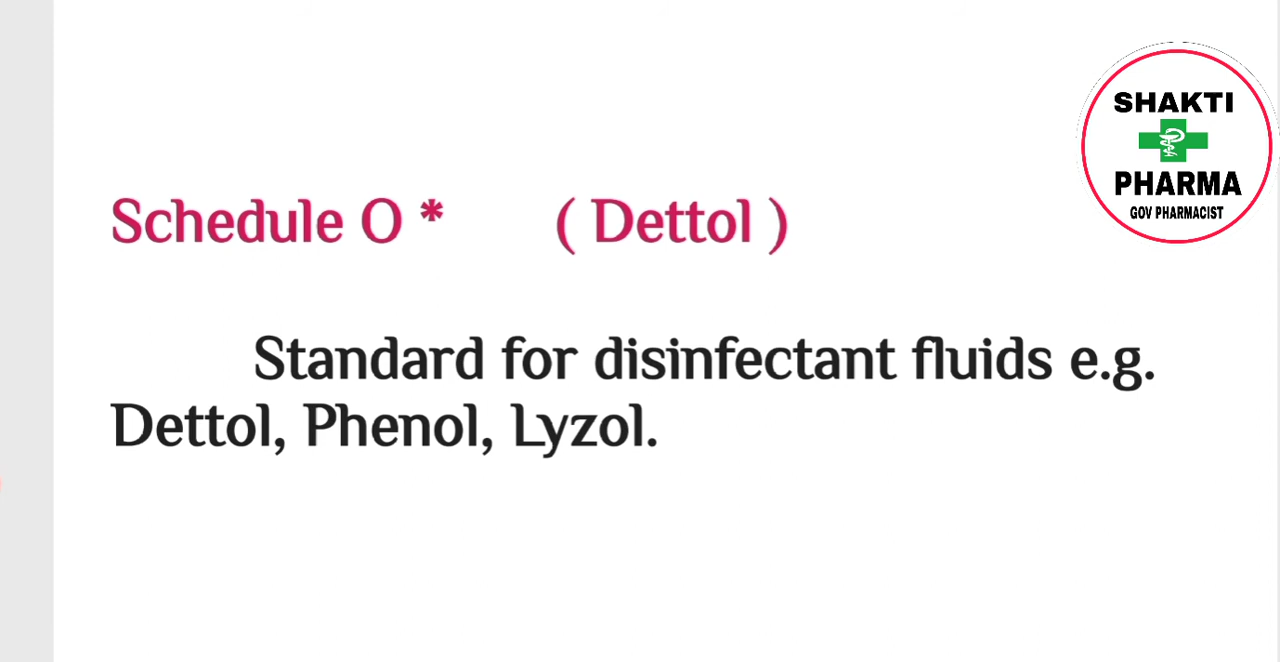 SHAKTI
PHARMA
GOV PHARMACIST
Schedule O * ( Dettol )
Standard for disinfectant fluids e.g.
Dettol, Phenol, Lyzol.